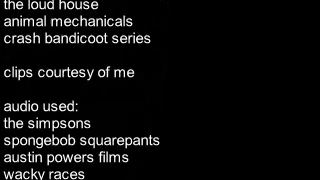 the loud house
animal mechanicals
crash bandicoot series
clips courtesy of me
audio used:
the simpsons
spongebob squarepants
austin powers films
wacky races